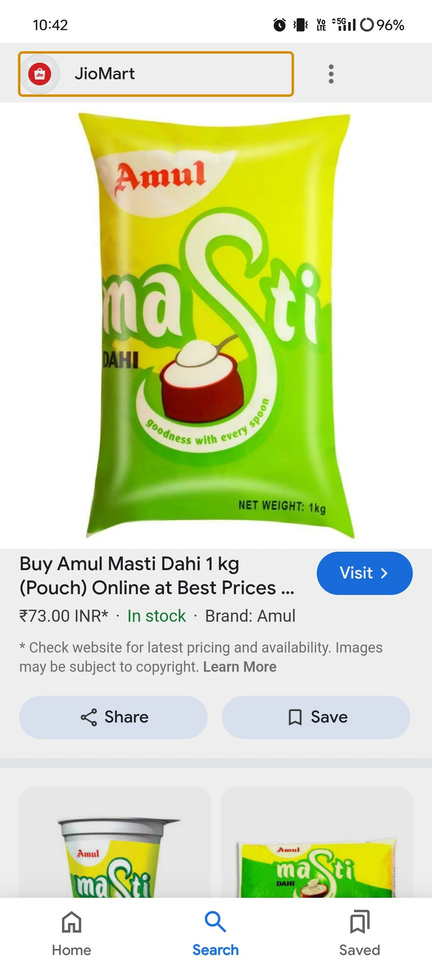 10:42
Vo LTE 5G 96%
JioMart
Amul
masti
DAHI
goodness with every spoon
NET WEIGHT: 1kg
Buy Amul Masti Dahi 1 kg
(Pouch) Online at Best Prices ...
Visit
₹73.00 INR* · In stock · Brand: Amul
* Check website for latest pricing and availability. Images
may be subject to copyright. Learn More
Share Save
Amul
masti
Amul
masti
DAHI
Home Search Saved